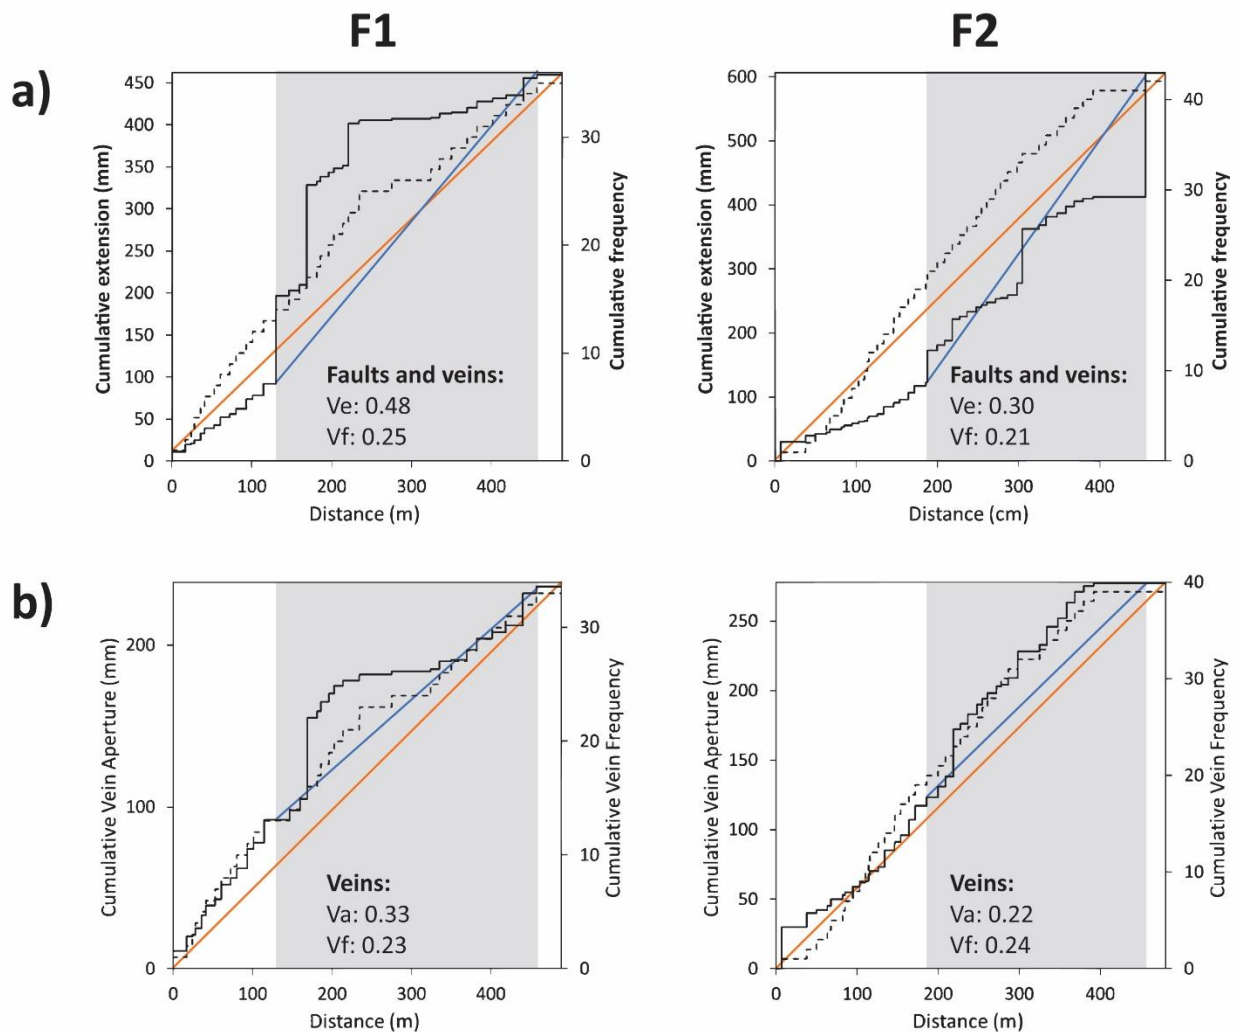 F1
F2
a)
Cumulative extension (mm)
450
400
350
300
250
200
150
100
50
0
30
20
10
0
Cumulative frequency
Faults and veins:
Ve: 0.48
Vf: 0.25
0 100 200 300 400
Distance (m)
Cumulative extension (mm)
600
500
400
300
200
100
0
40
30
20
10
0
Cumulative frequency
Faults and veins:
Ve: 0.30
Vf: 0.21
0 100 200 300 400
Distance (cm)
b)
Cumulative Vein Aperture (mm)
200
100
0
30
20
10
0
Cumulative Vein Frequency
Veins:
Va: 0.33
Vf: 0.23
0 100 200 300 400
Distance (m)
Cumulative Vein Aperture (mm)
250
200
150
100
50
0
40
30
20
10
0
Cumulative Vein Frequency
Veins:
Va: 0.22
Vf: 0.24
0 100 200 300 400
Distance (m)